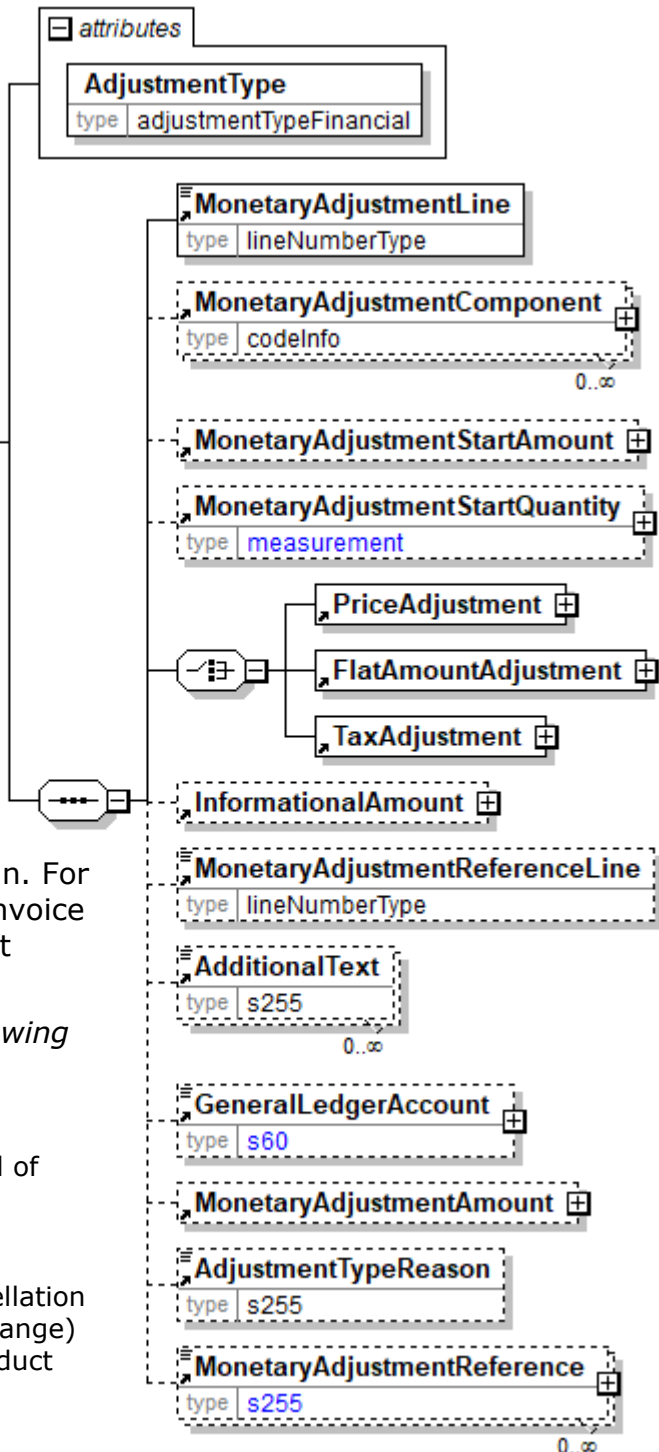 attributes
AdjustmentType
type adjustmentTypeFinancial
MonetaryAdjustmentLine
type lineNumberType
MonetaryAdjustmentComponent
type codeInfo
0..∞
MonetaryAdjustmentStartAmount
MonetaryAdjustmentStartQuantity
type measurement
PriceAdjustment
FlatAmountAdjustment
TaxAdjustment
InformationalAmount
MonetaryAdjustmentReferenceLine
type lineNumberType
AdditionalText
type s255
0..∞
GeneralLedgerAccount
type s60
MonetaryAdjustmentAmount
AdjustmentTypeReason
type s255
MonetaryAdjustmentReference
type s255
0..∞
n. For
nvoice
t
wing
l of
ellation
ange)
duct